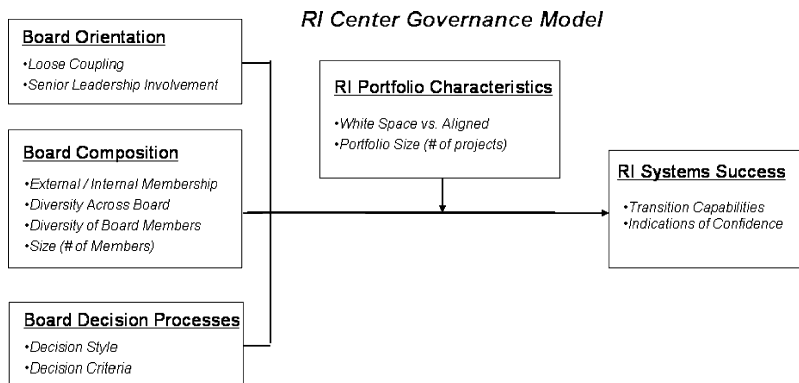 RI Center Governance Model
Board Orientation
•Loose Coupling
•Senior Leadership Involvement
RI Portfolio Characteristics
•White Space vs. Aligned
•Portfolio Size (# of projects)
Board Composition
•External / Internal Membership
•Diversity Across Board
•Diversity of Board Members
•Size (# of Members)
RI Systems Success
•Transition Capabilities
•Indications of Confidence
Board Decision Processes
•Decision Style
•Decision Criteria